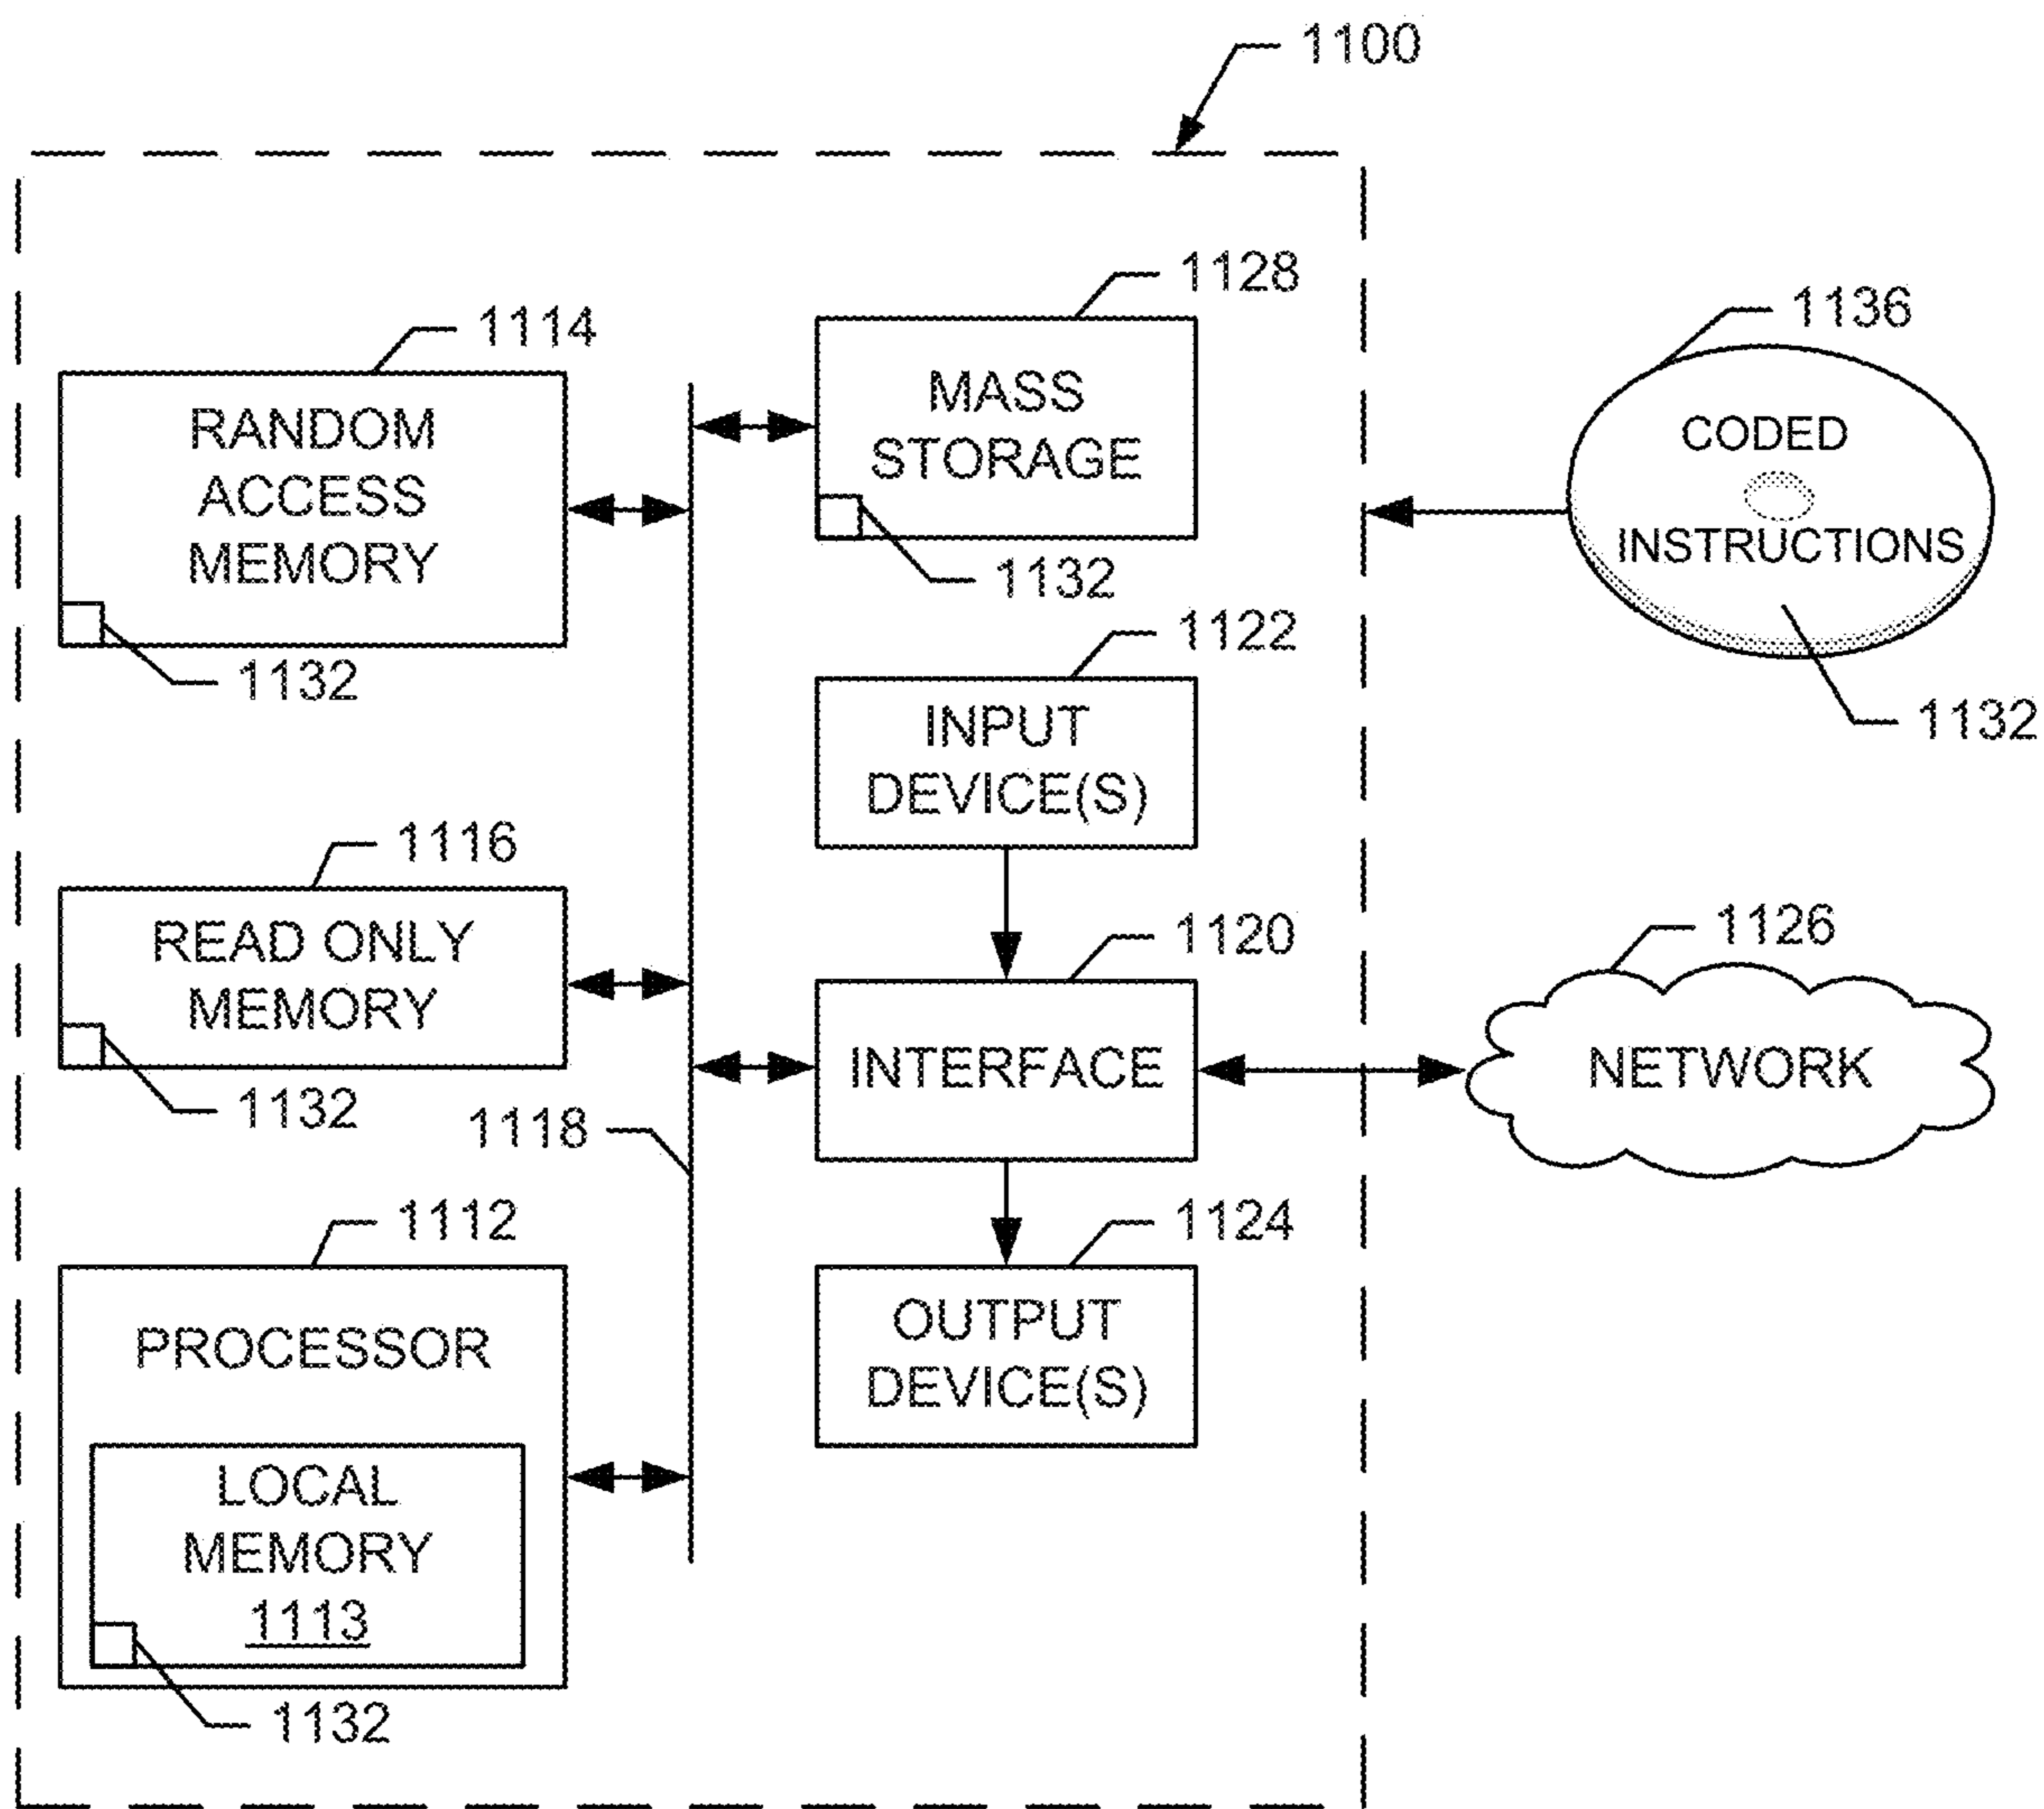 1100
1128
1114
1136
RANDOM
ACCESS
MEMORY
MASS
STORAGE
CODED
INSTRUCTIONS
1132
1132
1122
1132
INPUT
DEVICE(S)
1116
READ ONLY
MEMORY
1120
1126
INTERFACE
NETWORK
1132
1118
1112
1124
PROCESSOR
OUTPUT
DEVICE(S)
LOCAL
MEMORY
1113
1132